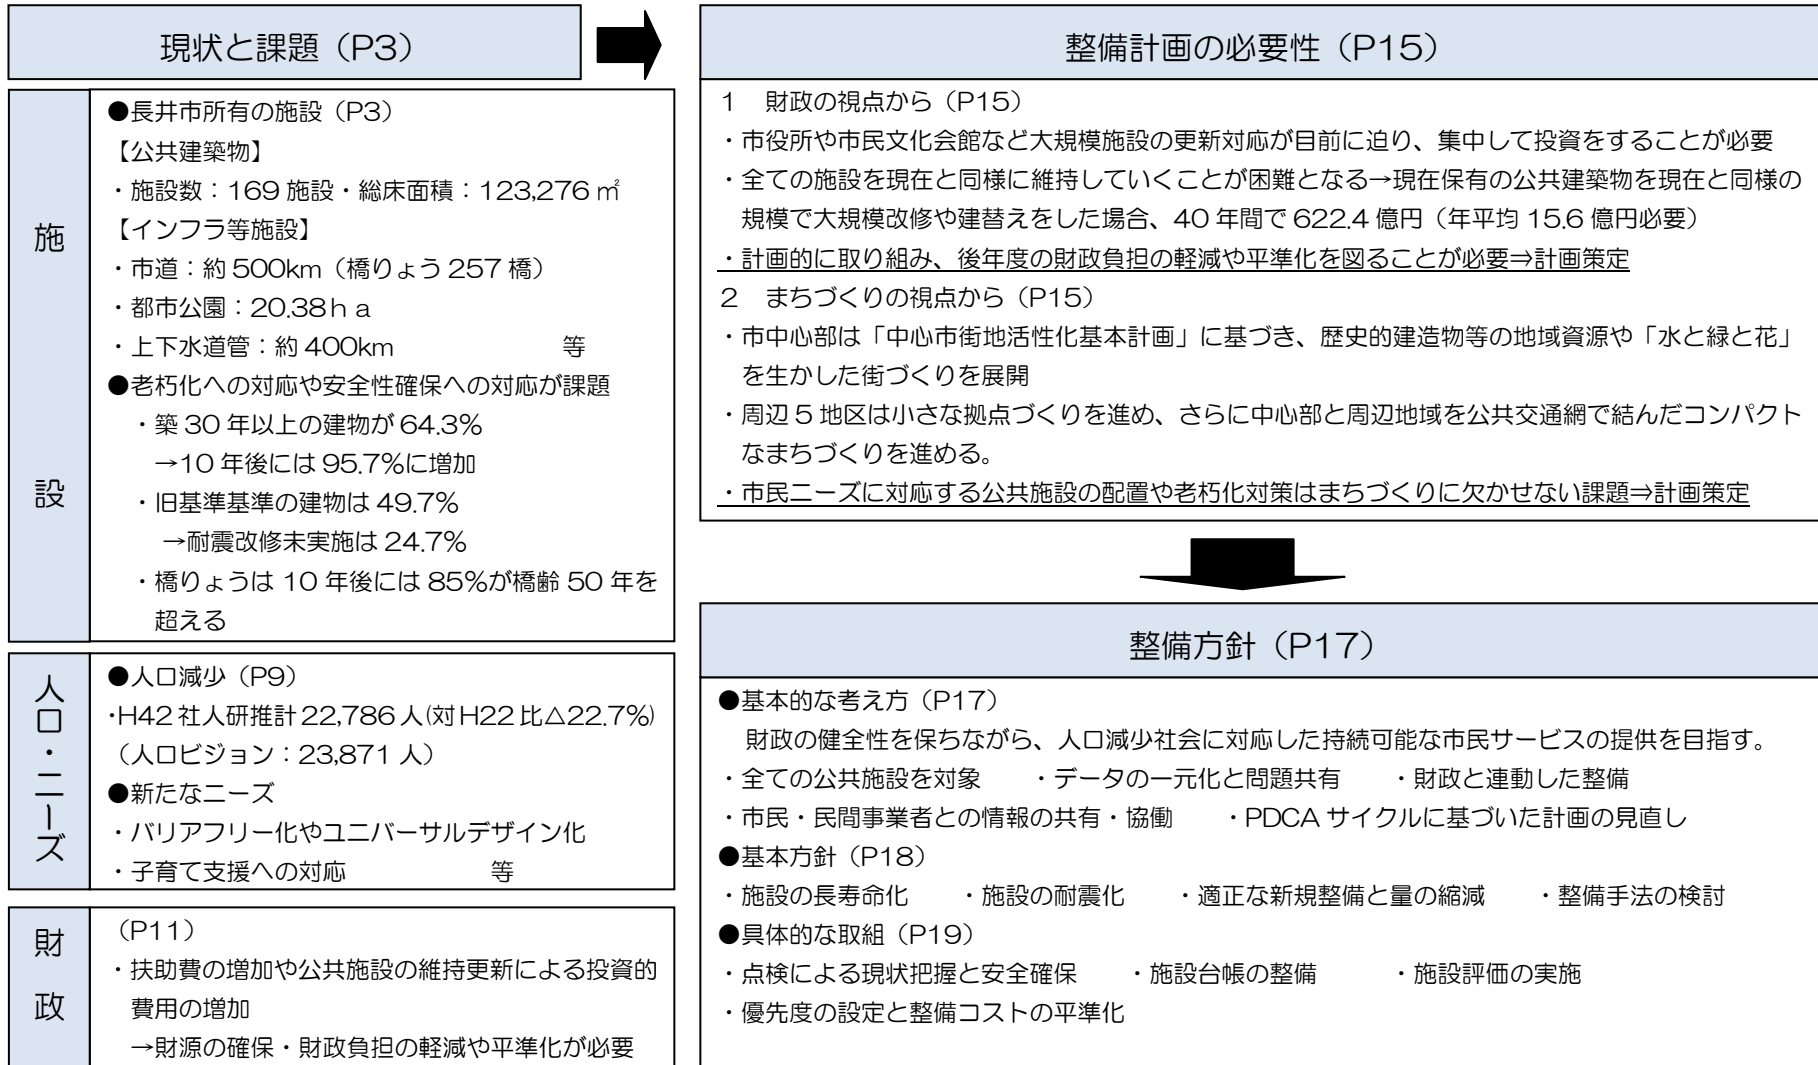 現状と課題（P3）
施設
●長井市所有の施設（P3）
【公共建築物】
・施設数：169 施設・総床面積：123,276 ㎡
【インフラ等施設】
・市道：約 500km（橋りょう 257 橋）
・都市公園：20.38ｈａ
・上下水道管：約 400km　　　　　　等
●老朽化への対応や安全性確保への対応が課題
・築 30 年以上の建物が 64.3%
→10 年後には 95.7%に増加
・旧基準基準の建物は 49.7%
→耐震改修未実施は 24.7%
・橋りょうは 10 年後には 85%が橋齢 50 年を
超える
人口・ニーズ
●人口減少（P9）
・H42 社人研推計 22,786 人(対 H22 比△22.7%)
（人口ビジョン：23,871 人）
●新たなニーズ
・バリアフリー化やユニバーサルデザイン化
・子育て支援への対応　　　　　　等
財政
（P11）
・扶助費の増加や公共施設の維持更新による投資的
費用の増加
→財源の確保・財政負担の軽減や平準化が必要
整備計画の必要性（P15）
１　財政の視点から（P15）
・市役所や市民文化会館など大規模施設の更新対応が目前に迫り、集中して投資をすることが必要
・全ての施設を現在と同様に維持していくことが困難となる→現在保有の公共建築物を現在と同様の
規模で大規模改修や建替えをした場合、40 年間で 622.4 億円（年平均 15.6 億円必要）
・計画的に取り組み、後年度の財政負担の軽減や平準化を図ることが必要⇒計画策定
２　まちづくりの視点から（P15）
・市中心部は「中心市街地活性化基本計画」に基づき、歴史的建造物等の地域資源や「水と緑と花」
を生かした街づくりを展開
・周辺 5 地区は小さな拠点づくりを進め、さらに中心部と周辺地域を公共交通網で結んだコンパクト
なまちづくりを進める。
・市民ニーズに対応する公共施設の配置や老朽化対策はまちづくりに欠かせない課題⇒計画策定
整備方針（P17）
●基本的な考え方（P17）
財政の健全性を保ちながら、人口減少社会に対応した持続可能な市民サービスの提供を目指す。
・全ての公共施設を対象　　・データの一元化と問題共有　　・財政と連動した整備
・市民・民間事業者との情報の共有・協働　　・PDCA サイクルに基づいた計画の見直し
●基本方針（P18）
・施設の長寿命化　　・施設の耐震化　　・適正な新規整備と量の縮減　　・整備手法の検討
●具体的な取組（P19）
・点検による現状把握と安全確保　　・施設台帳の整備　　　・施設評価の実施
・優先度の設定と整備コストの平準化